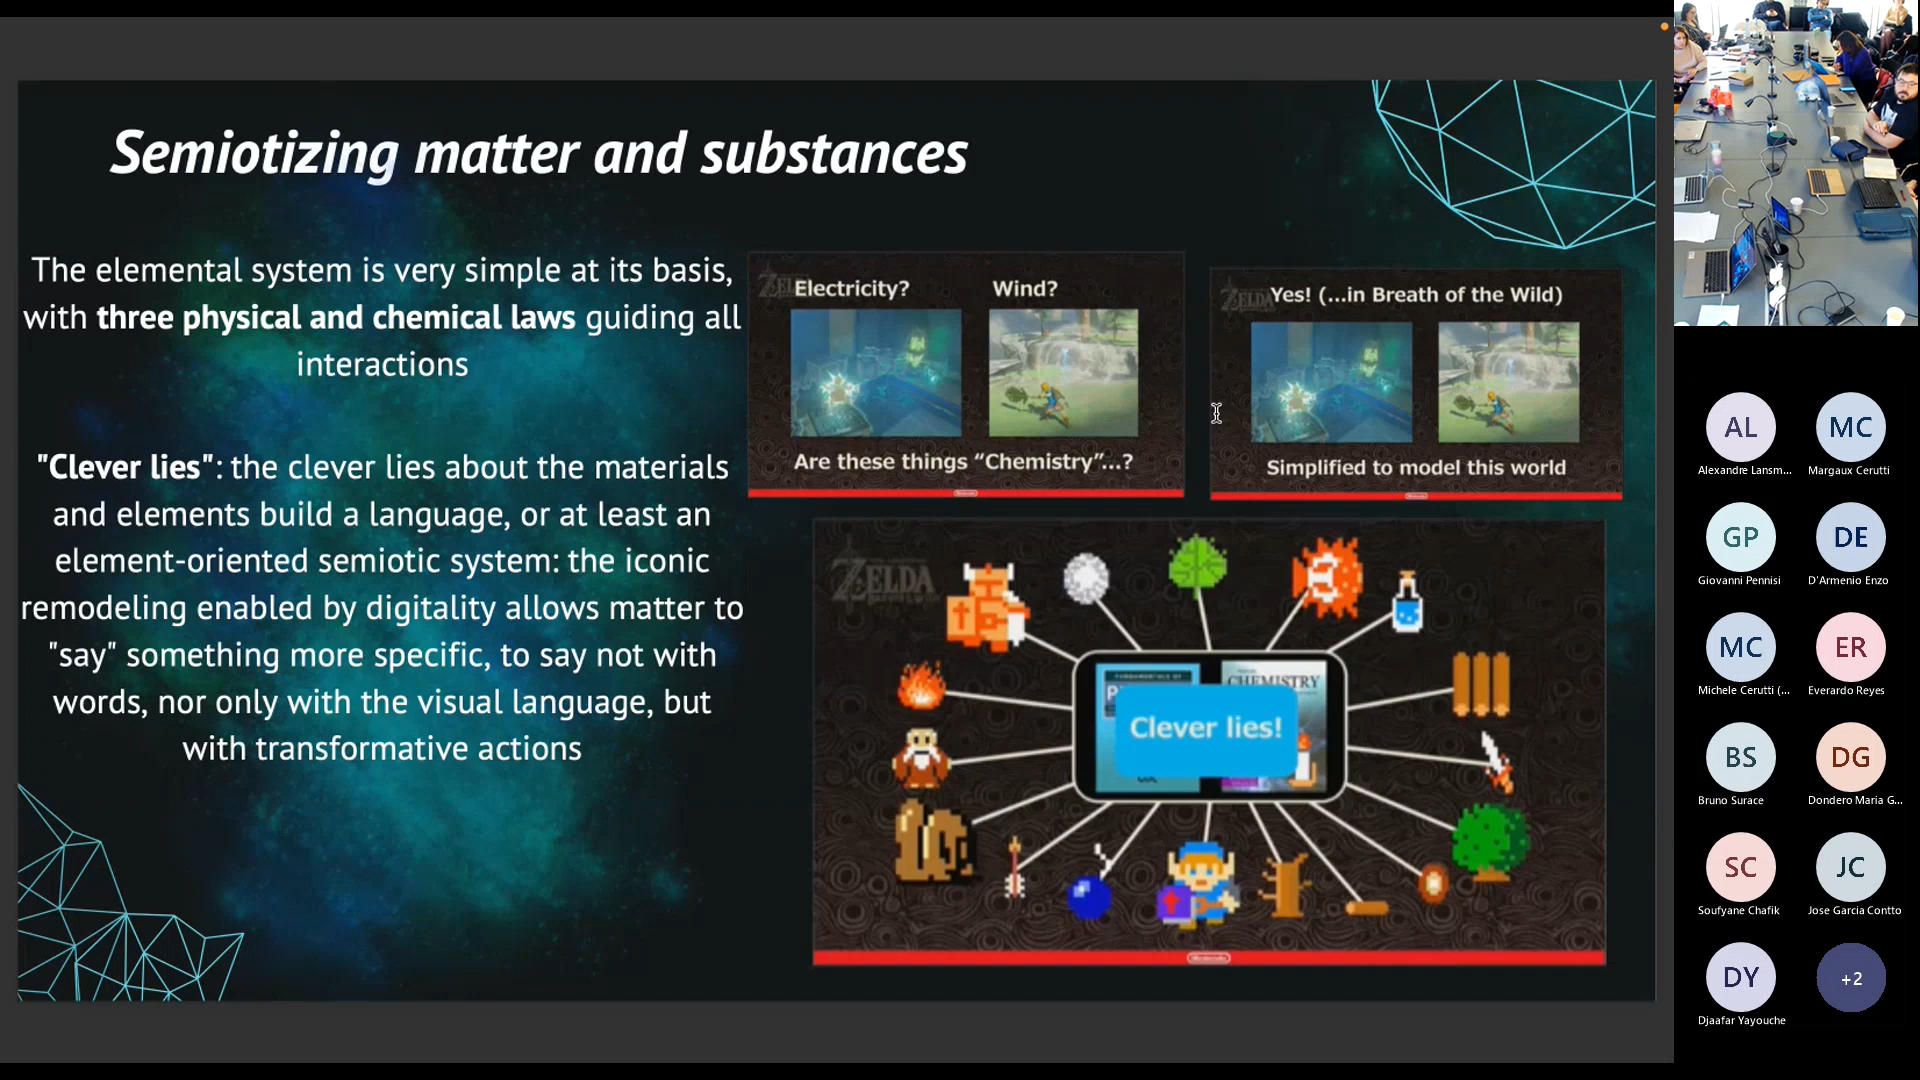 Semiotizing matter and substances
The elemental system is very simple at its basis,
with three physical and chemical laws guiding all
interactions
"Clever lies": the clever lies about the materials
and elements build a language, or at least an
element-oriented semiotic system: the iconic
remodeling enabled by digitality allows matter to
"say" something more specific, to say not with
words, nor only with the visual language, but
with transformative actions
Electricity? Wind?
Are these things “Chemistry”...?
ZELDA
Yes! (...in Breath of the Wild)
Simplified to model this world
ZELDA
CHEMISTRY
Clever lies!
Nintendo
AL
Alexandre Lansm...
MC
Margaux Cerutti
GP
Giovanni Pennisi
DE
D'Armenio Enzo
MC
Michele Cerutti (...
ER
Everardo Reyes
BS
Bruno Surace
DG
Dondero Maria G...
SC
Soufyane Chafik
JC
Jose Garcia Contto
DY
Djaafar Yayouche
+2